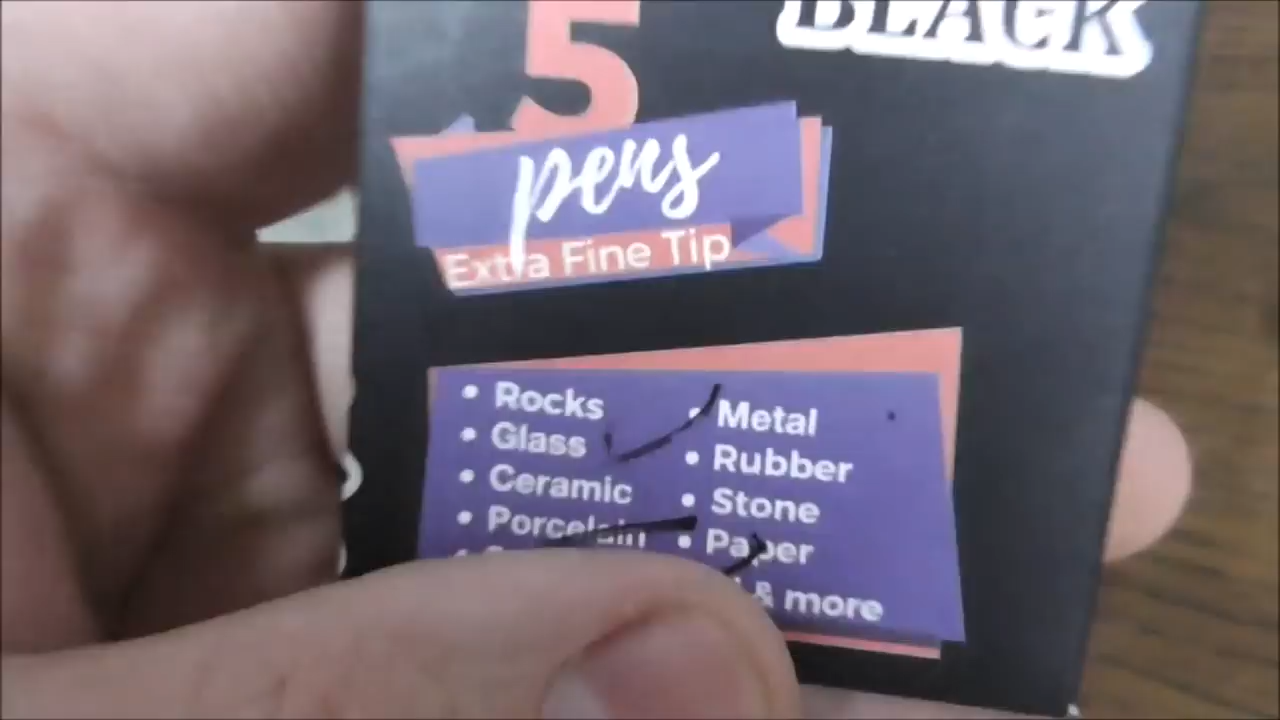 BLACK
5
pens
Extra Fine Tip
• Rocks
• Glass
• Ceramic
• Porcelain
• Metal
• Rubber
• Stone
• Paper
& more